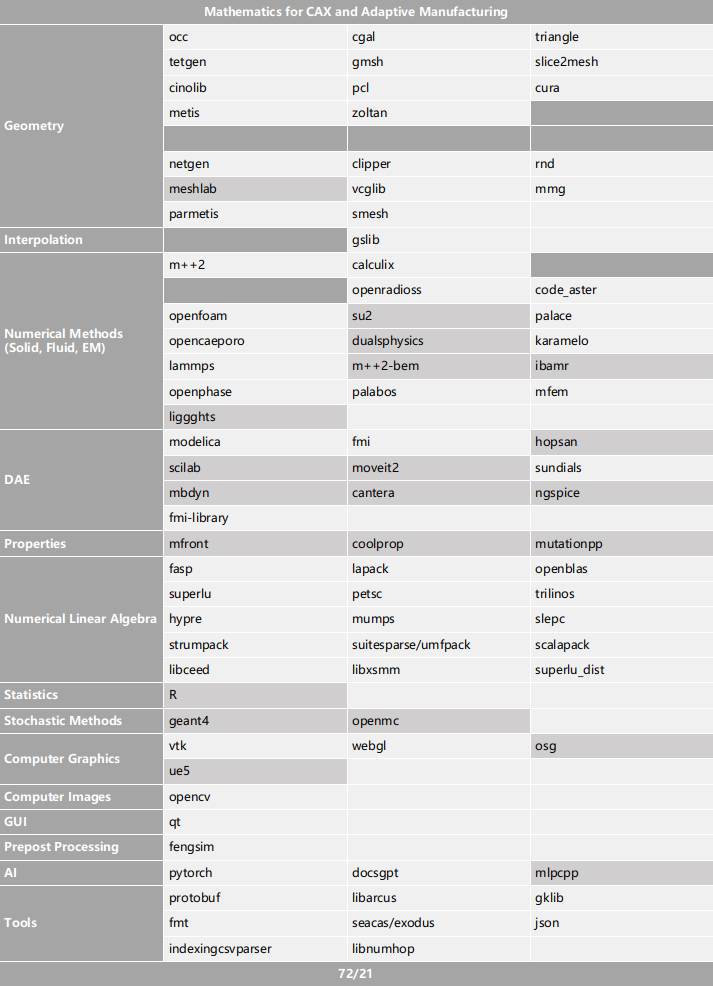 Mathematics for CAX and Adaptive Manufacturing
Geometry
occ cgal triangle
tetgen gmsh slice2mesh
cinolib pcl cura
metis zoltan
netgen clipper rnd
meshlab vcglib mmg
parmetis smesh
Interpolation
gslib
Numerical Methods
(Solid, Fluid, EM)
m++2 calculix
openradioss code_aster
openfoam su2 palace
opencaeporo dualsphysics karamelo
lammps m++2-bem ibamr
openphase palabos mfem
liggghts
DAE
modelica fmi hopsan
scilab moveit2 sundials
mbdyn cantera ngspice
fmi-library
Properties
mfront coolprop mutationpp
Numerical Linear Algebra
fasp lapack openblas
superlu petsc trilinos
hypre mumps slepc
strumpack suitesparse/umfpack scalapack
libceed libxsmm superlu_dist
Statistics
R
Stochastic Methods
geant4 openmc
Computer Graphics
vtk webgl osg
ue5
Computer Images
opencv
GUI
qt
Prepost Processing
fengsim
AI
pytorch docsgpt mlpcpp
Tools
protobuf libarcus gklib
fmt seacas/exodus json
indexingcsvparser libnumhop
72/21